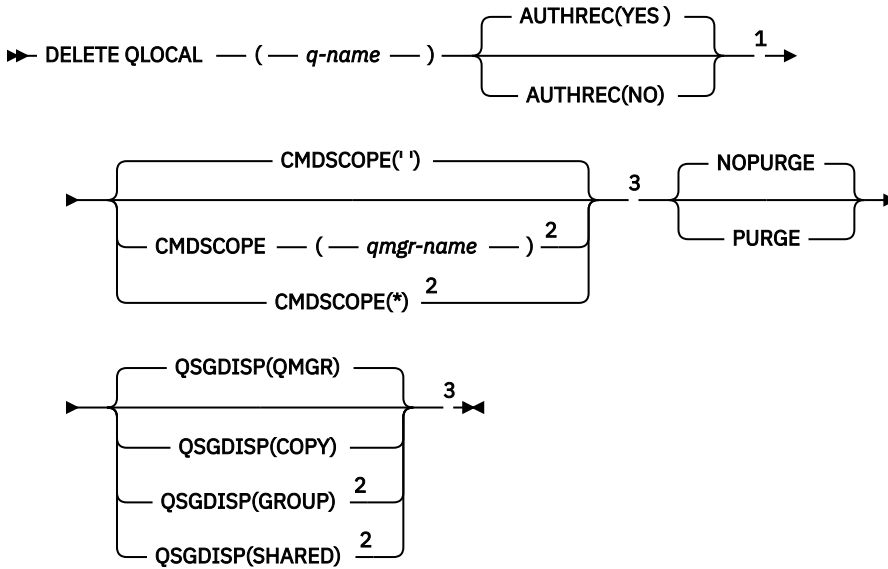 AUTHREC(YES )
DELETE QLOCAL ( q-name ) 1
AUTHREC(NO)
CMDSCOPE(' ') NOPURGE
3
CMDSCOPE ( qmgr-name ) 2
PURGE
CMDSCOPE(*) 2
QSGDISP(QMGR)
3
QSGDISP(COPY)
QSGDISP(GROUP) 2
QSGDISP(SHARED) 2